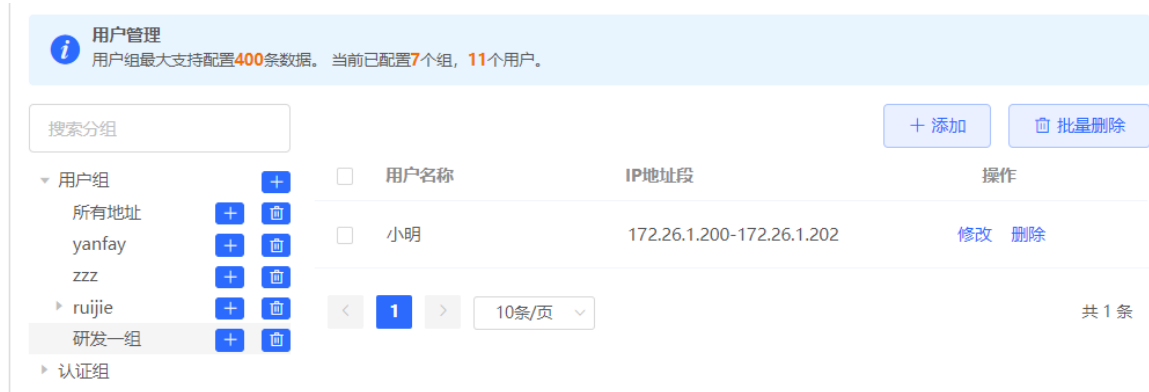 用户管理
用户组最大支持配置400条数据。 当前已配置7个组，11个用户。
搜索分组
添加
批量删除
用户组
所有地址
yanfay
zzz
ruijie
研发一组
认证组
用户名称 IP地址段 操作
小明 172.26.1.200-172.26.1.202 修改 删除
1 10条/页 共 1 条